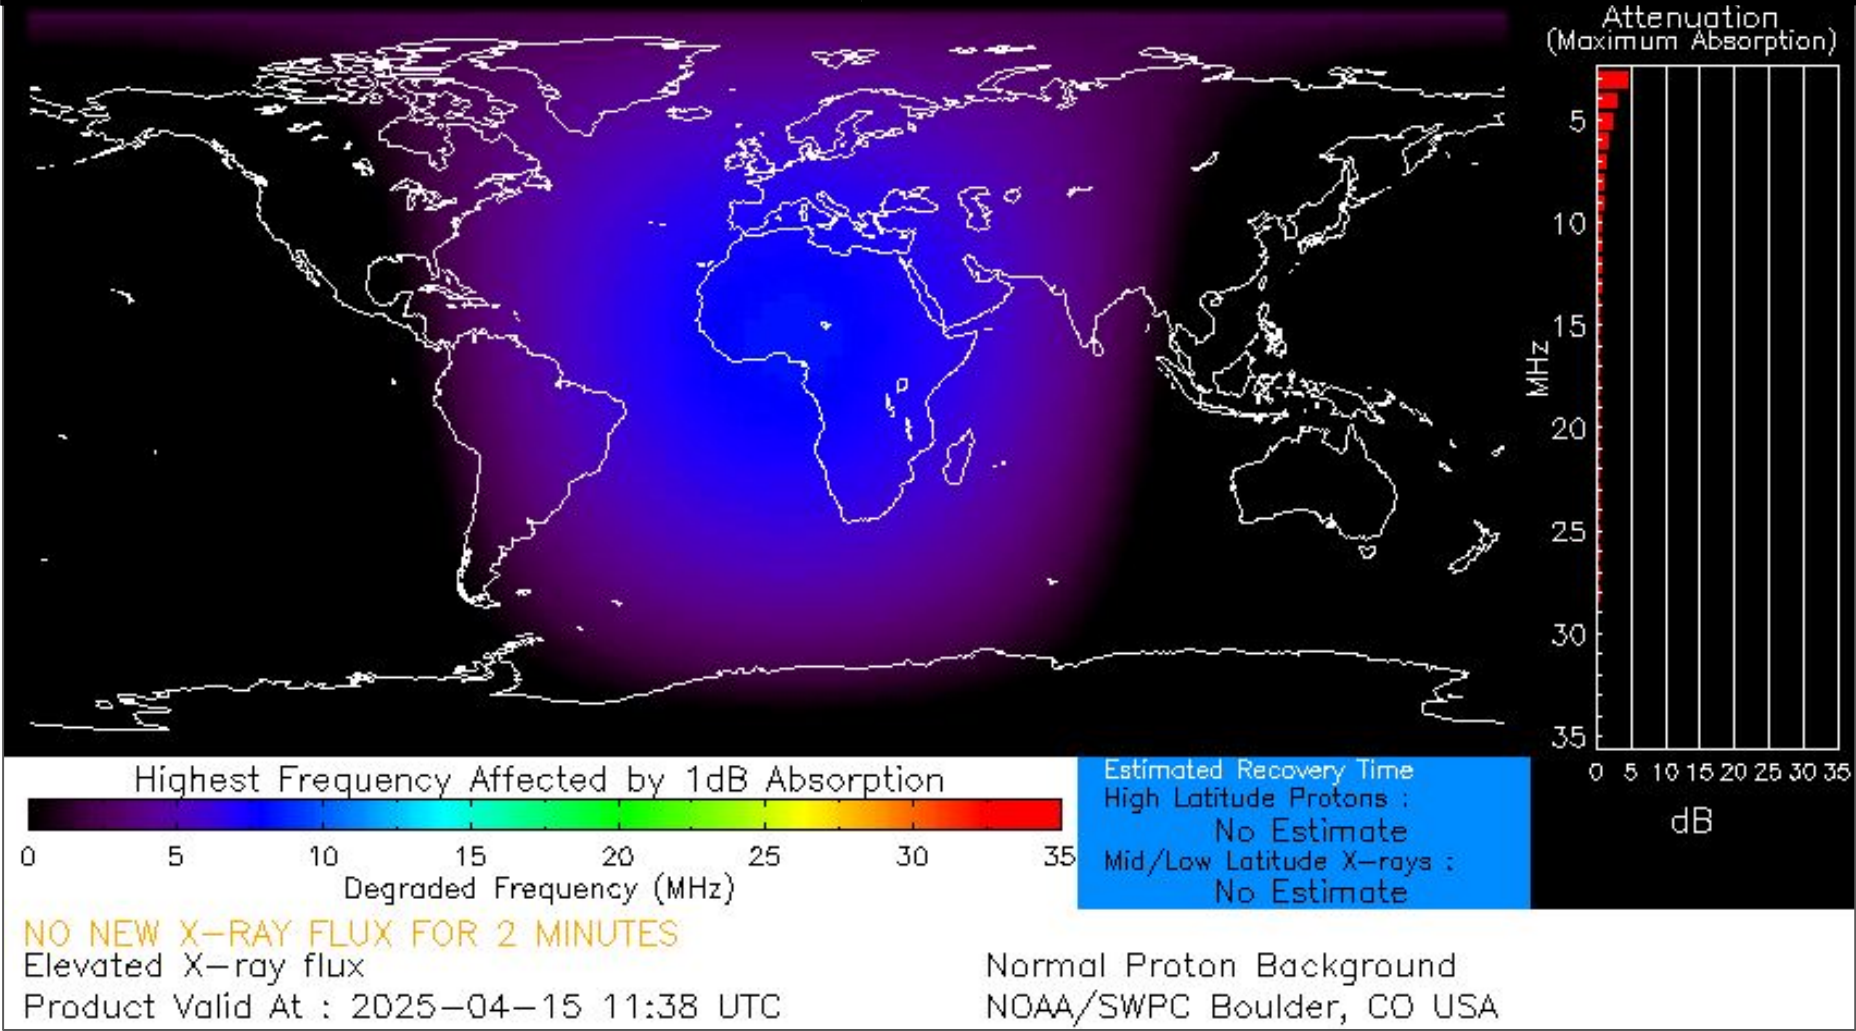 Attenuation
(Maximum Absorption)
5
10
15
20
25
30
35
MHz
0 5 10 15 20 25 30 35
dB
Highest Frequency Affected by 1dB Absorption
0 5 10 15 20 25 30 35
Degraded Frequency (MHz)
Estimated Recovery Time
High Latitude Protons :
No Estimate
Mid/Low Latitude X-rays :
No Estimate
NO NEW X-RAY FLUX FOR 2 MINUTES
Elevated X-ray flux
Product Valid At : 2025-04-15 11:38 UTC
Normal Proton Background
NOAA/SWPC Boulder, CO USA